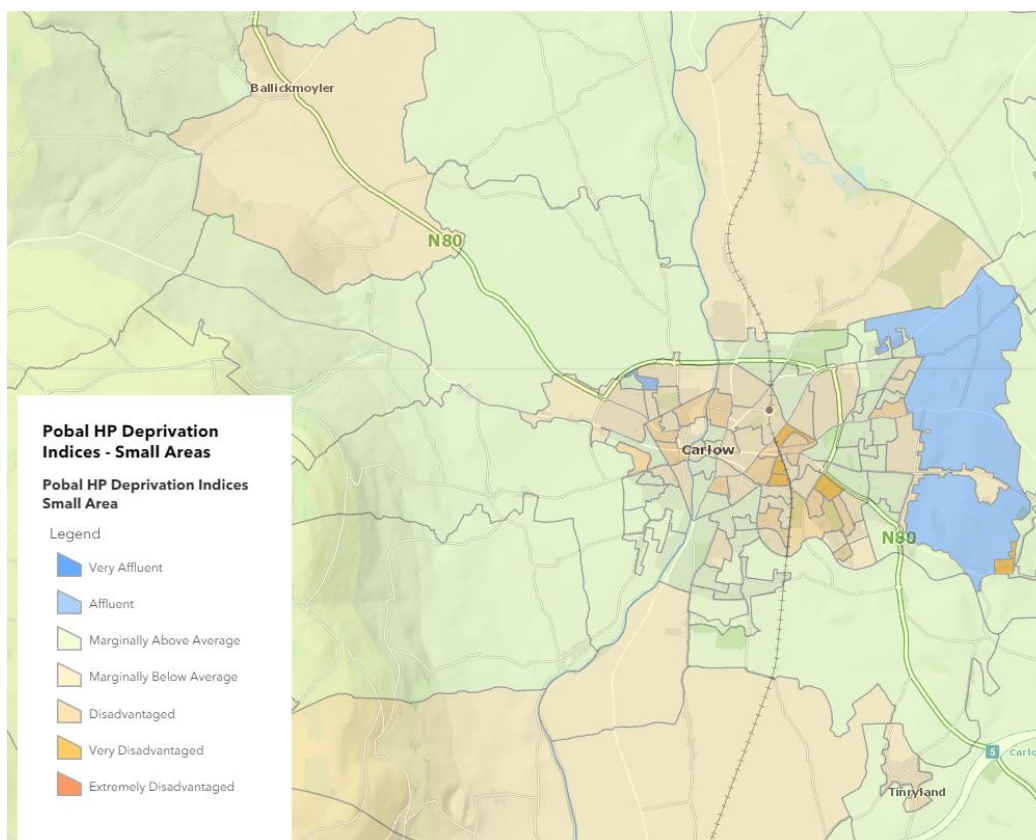 Ballickmoyler
N80
Carlow
N80
Pobal HP Deprivation
Indices - Small Areas
Pobal HP Deprivation Indices
Small Area
Legend
Very Affluent
Affluent
Marginally Above Average
Marginally Below Average
Disadvantaged
Very Disadvantaged
Extremely Disadvantaged
5 Carlo
Tinryland